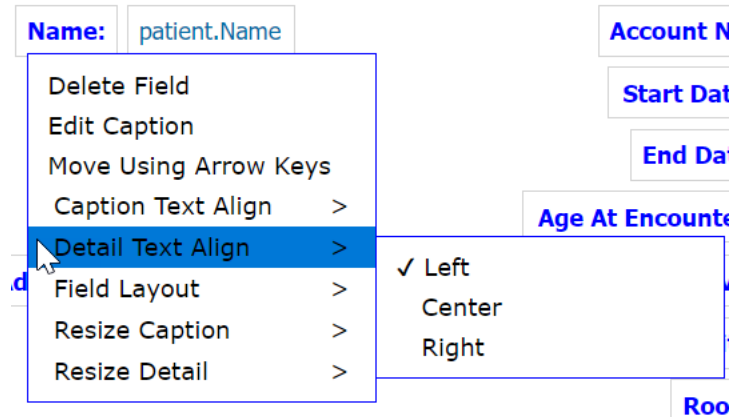 Name: patient.Name Account N
Delete Field
Start Dat
Edit Caption
End Dat
Move Using Arrow Keys
Caption Text Align >
Age At Encounte
Detail Text Align >
✓ Left
Field Layout >
Center
Resize Caption >
Right
Resize Detail >
Roo